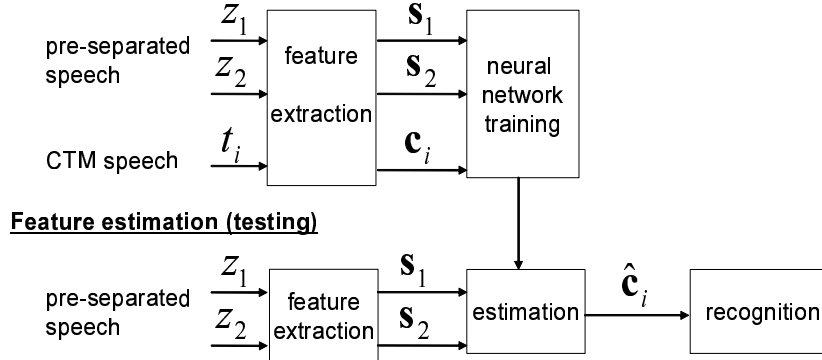 pre-separated
speech
z₁
z₂
feature
extraction
s₁
s₂
neural
network
training
CTM speech
tᵢ
cᵢ
Feature estimation (testing)
pre-separated
speech
z₁
z₂
feature
extraction
s₁
s₂
estimation
ĉᵢ
recognition